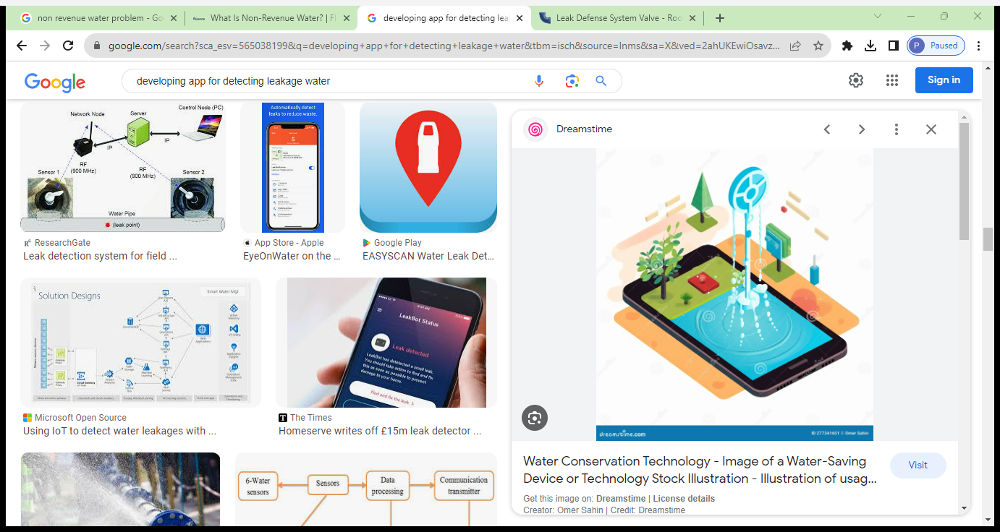 non revenue water problem - Go
What Is Non-Revenue Water? | Fl
developing app for detecting lea
Leak Defense System Valve - Roc
google.com/search?sca_esv=565038199&q=developing+app+for+detecting+leakage+water&tbm=isch&source=lnms&sa=X&ved=2ahUKEwiOsavz...
P Paused
Google
developing app for detecting leakage water
Sign in
Network Node
Server
Control Node (PC)
IP
IP
RF
(900 MHz)
RF
(900 MHz)
Sensor 1
Sensor 2
Water Pipe
(leak point)
ResearchGate
Leak detection system for field ...
Automatically detect
leaks to reduce waste.
5
App Store - Apple
EyeOnWater on the ...
Google Play
EASYSCAN Water Leak Det...
Solution Designs
Smart Water Mgt.
Microsoft Open Source
Using IoT to detect water leakages with ...
LeakBot Status
Leak detected
LeakBot has detected a small leak.
You should take action to find and fix
this as soon as possible to prevent
damage to your home.
Find and fix the leak >
The Times
Homeserve writes off £15m leak detector ...
6-Water
sensors
Sensors
Data
processing
Communication
transmitter
Dreamstime
dreamstime.com
ID 277341651 © Omer Sahin
Water Conservation Technology - Image of a Water-Saving
Device or Technology Stock Illustration - Illustration of usag...
Visit
Get this image on: Dreamstime | License details
Creator: Omer Sahin | Credit: Dreamstime